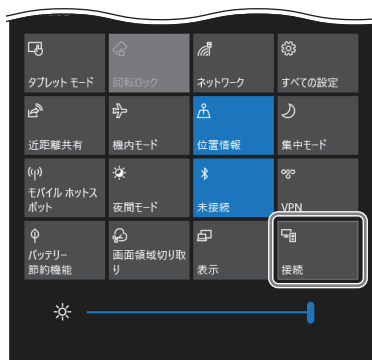 タブレット モード
回転ロック
ネットワーク
すべての設定
近距離共有
機内モード
位置情報
集中モード
モバイル ホットス
ポット
夜間モード
未接続
VPN
バッテリー
節約機能
画面領域切り取
り
表示
接続